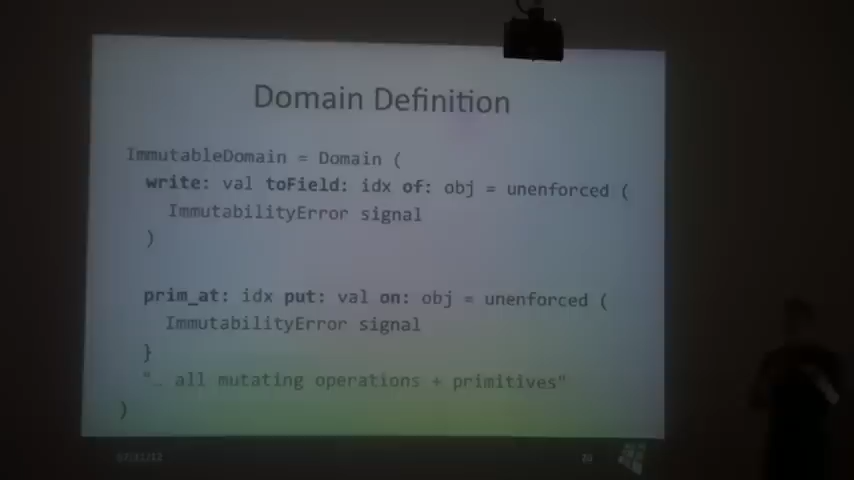 Domain Definition
ImmutableDomain = Domain (
write: val toField: idx of: obj = unenforced (
ImmutabilityError signal
)
prim_at: idx put: val on: obj = unenforced (
ImmutabilityError signal
}
"… all mutating operations + primitives"
)
20